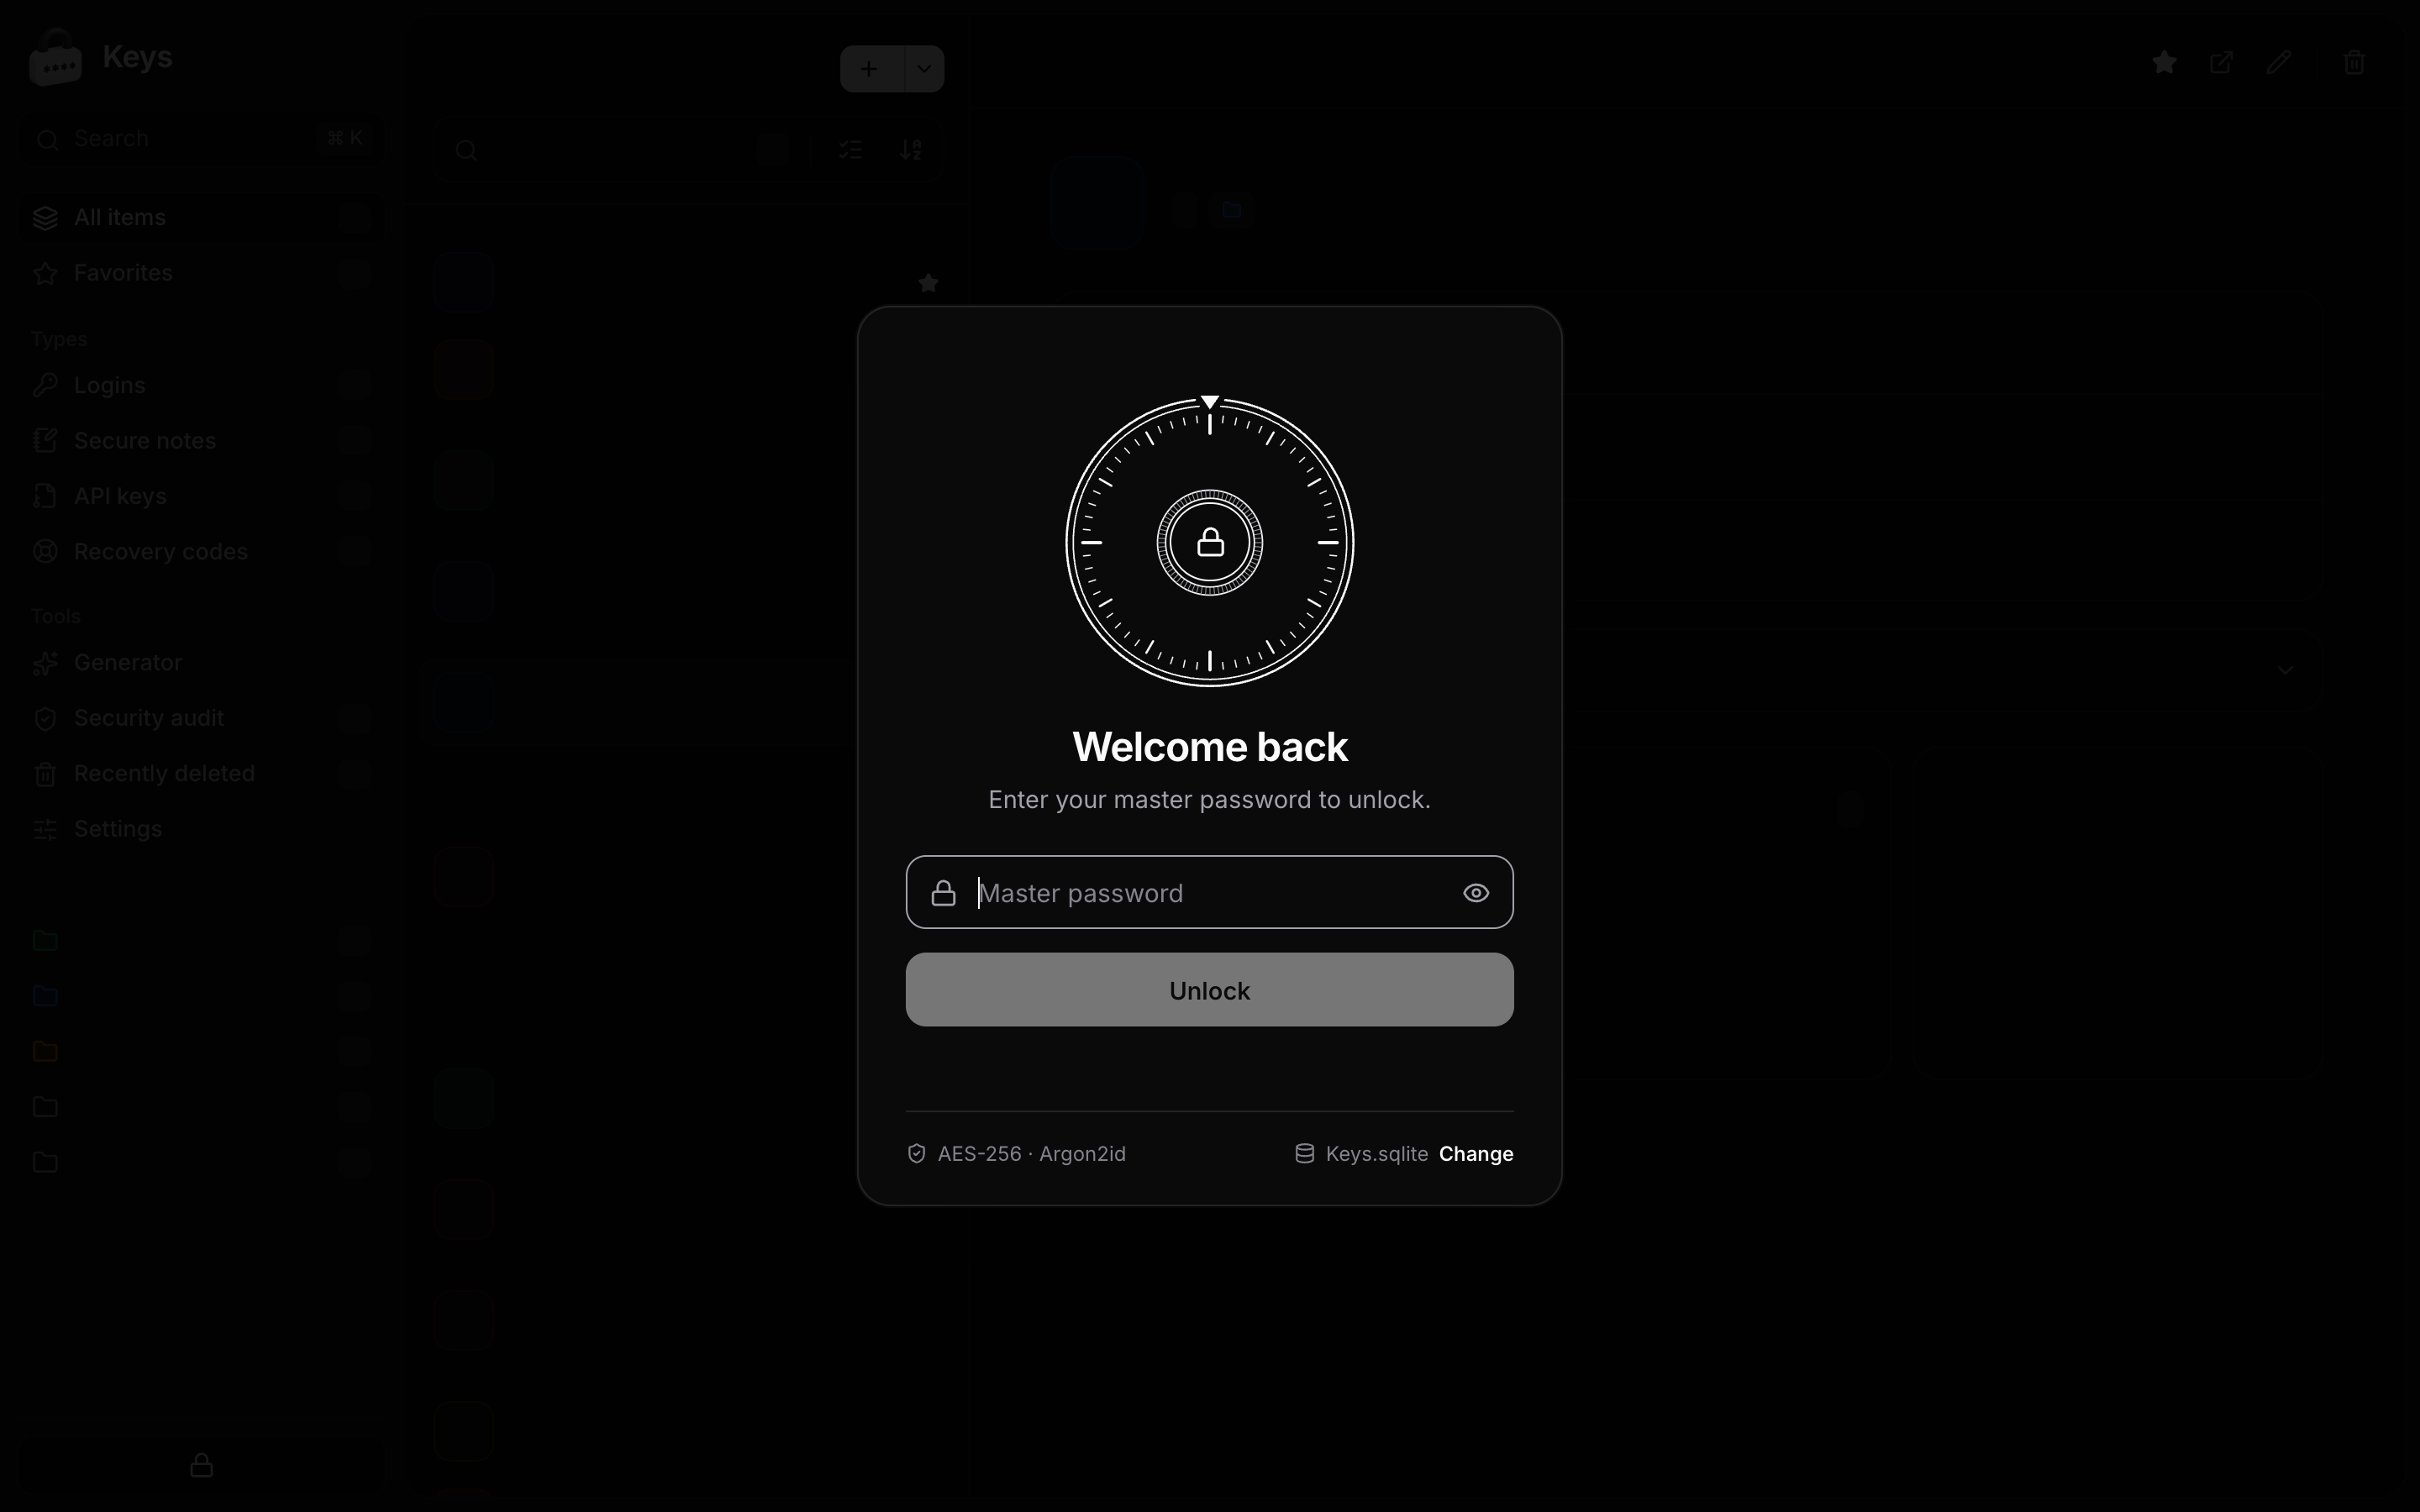 Keys
Search
⌘ K
All items
Favorites
Types
Logins
Secure notes
API keys
Recovery codes
Tools
Generator
Security audit
Recently deleted
Settings
Welcome back
Enter your master password to unlock.
Master password
Unlock
AES-256 · Argon2id
Keys.sqlite Change